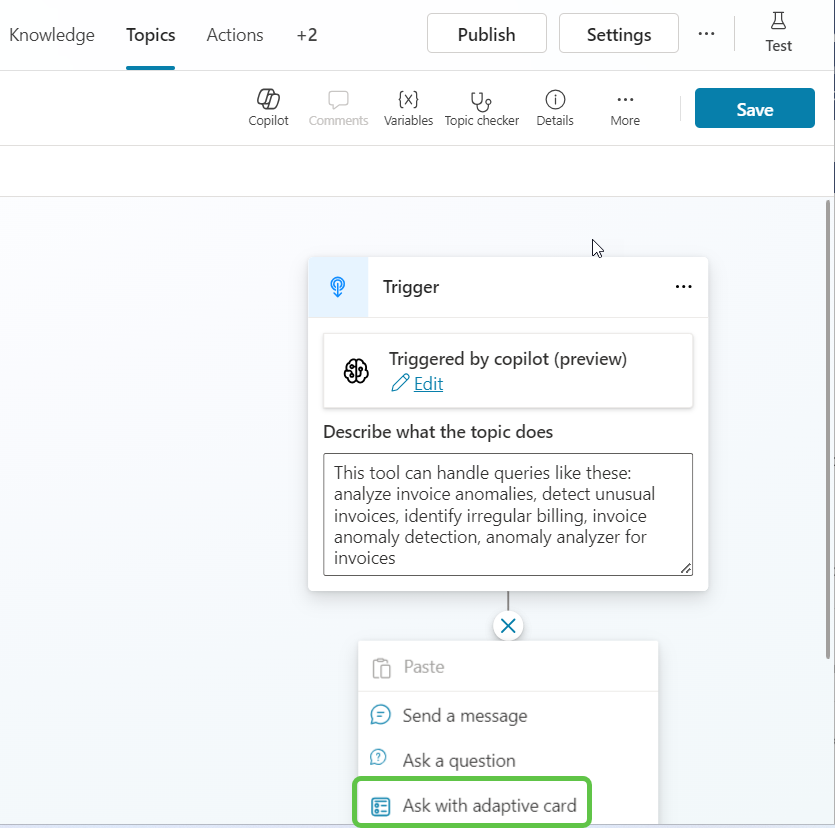 Knowledge Topics Actions +2 Publish Settings ... Test
Copilot Comments {x} Variables Topic checker Details More Save
Trigger ...
Triggered by copilot (preview)
Edit
Describe what the topic does
This tool can handle queries like these:
analyze invoice anomalies, detect unusual
invoices, identify irregular billing, invoice
anomaly detection, anomaly analyzer for
invoices
Paste
Send a message
Ask a question
Ask with adaptive card